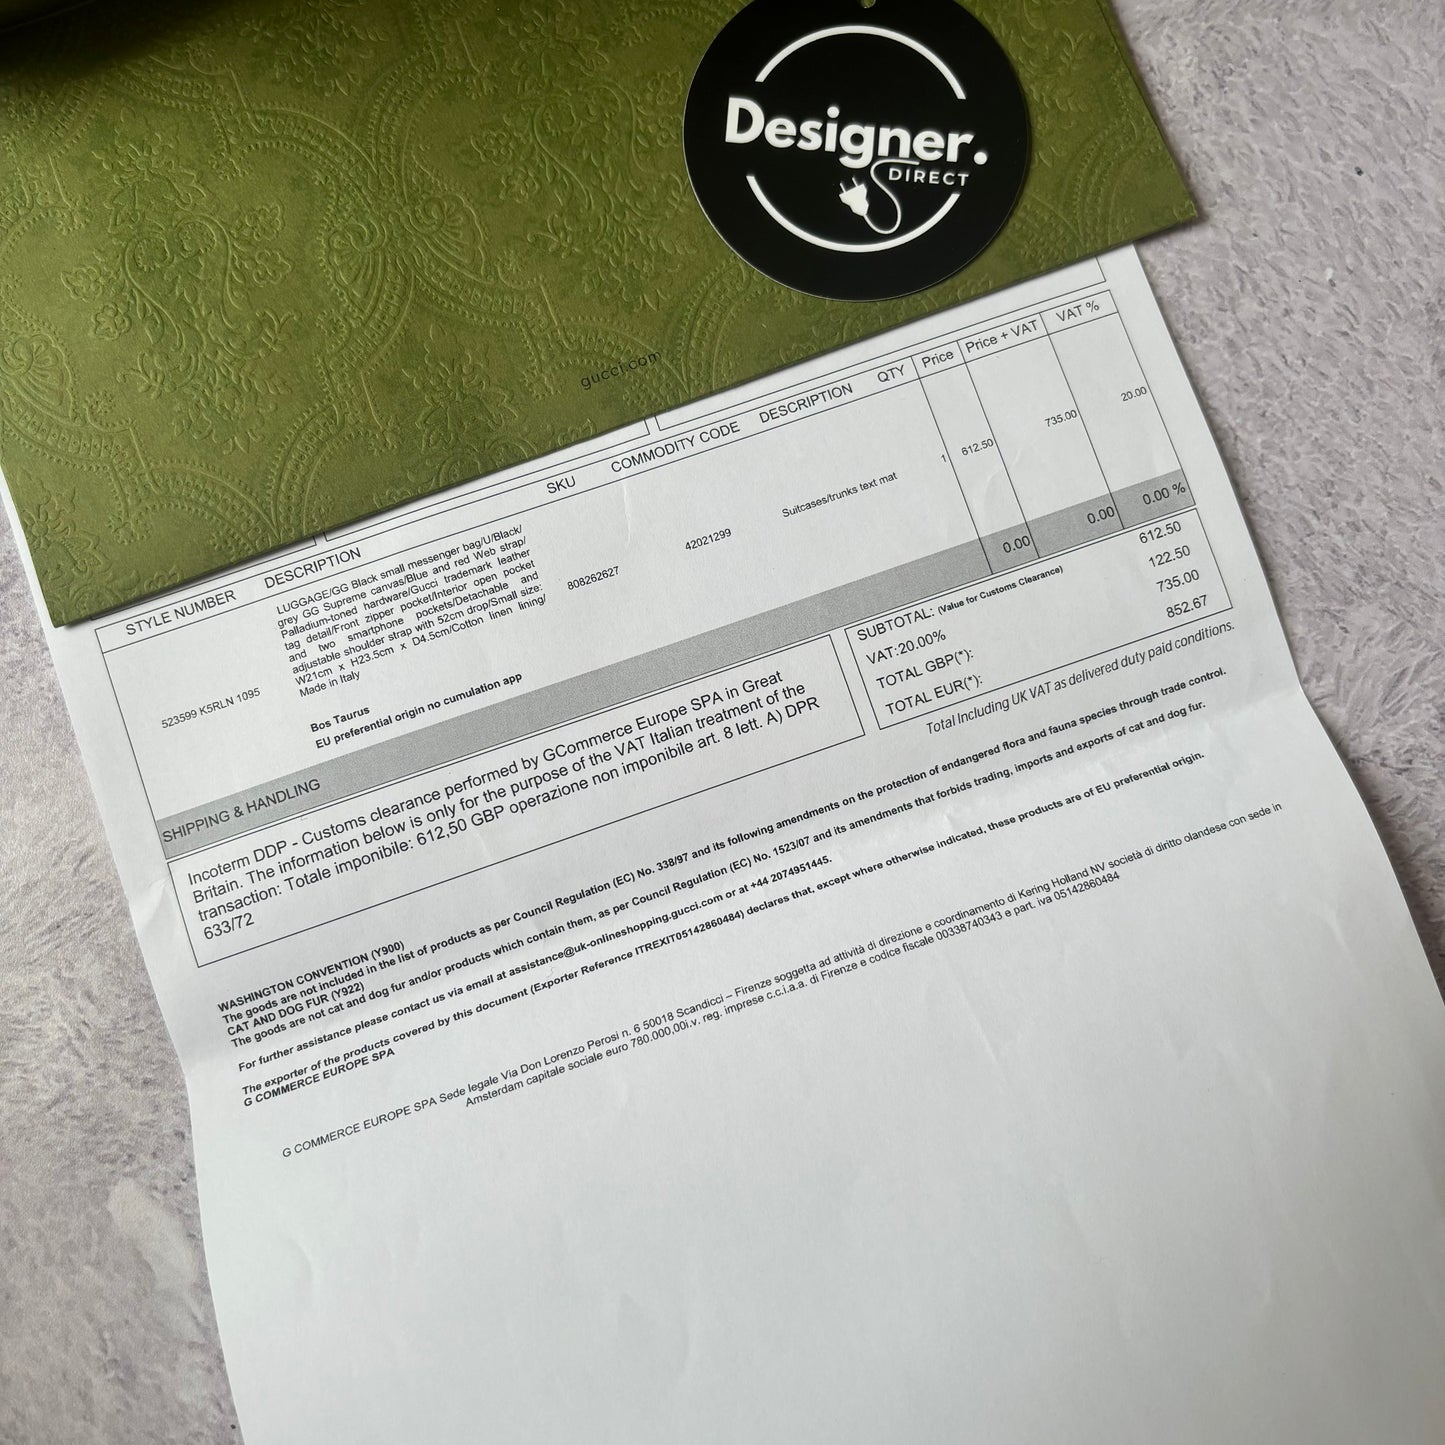 Designer.
DIRECT
gucci.com
STYLE NUMBER DESCRIPTION SKU COMMODITY CODE DESCRIPTION QTY Price Price + VAT VAT %
LUGGAGE/GG Black small messenger bag/U/Black/
grey GG Supreme canvas/Blue and red Web strap/
Palladium-toned hardware/Gucci trademark leather
tag detail/Front zipper pocket/Interior open pocket
and two smartphone pockets/Detachable and
adjustable shoulder strap with 52cm drop/Small size:
W21cm x H23.5cm x D4.5cm/Cotton linen lining/
Made in Italy
523599 K5RLN 1095 808262627 42021299 Suitcases/trunks text mat 1 612.50 735.00 20.00
Bos Taurus
EU preferential origin no cumulation app
SHIPPING & HANDLING 0.00 0.00 0.00 %
Incoterm DDP - Customs clearance performed by GCommerce Europe SPA in Great
Britain. The information below is only for the purpose of the VAT Italian treatment of the
transaction: Totale imponibile: 612,50 GBP operazione non imponibile art. 8 lett. A) DPR
633/72
SUBTOTAL: (Value for Customs Clearance) 612.50
VAT:20.00% 122.50
TOTAL GBP(*): 735.00
TOTAL EUR(*): 852.67
Total Including UK VAT as delivered duty paid conditions.
WASHINGTON CONVENTION (Y900)
The goods are not included in the list of products as per Council Regulation (EC) No. 338/97 and its following amendments on the protection of endangered flora and fauna species through trade control.
CAT AND DOG FUR (Y922)
The goods are not cat and dog fur and/or products which contain them, as per Council Regulation (EC) No. 1523/07 and its amendments that forbids trading, imports and exports of cat and dog fur.
For further assistance please contact us via email at assistance@uk-onlineshopping.gucci.com or at +44 2074951445.
The exporter of the products covered by this document (Exporter Reference ITREXIT05142860484) declares that, except where otherwise indicated, these products are of EU preferential origin.
G COMMERCE EUROPE SPA
G COMMERCE EUROPE SPA Sede legale Via Don Lorenzo Perosi n. 6 50018 Scandicci – Firenze soggetta ad attività di direzione e coordinamento di Kering Holland NV società di diritto olandese con sede in
Amsterdam capitale sociale euro 780.000,00i.v. reg. imprese c.c.i.a.a. di Firenze e codice fiscale 00338740343 e part. iva 05142860484